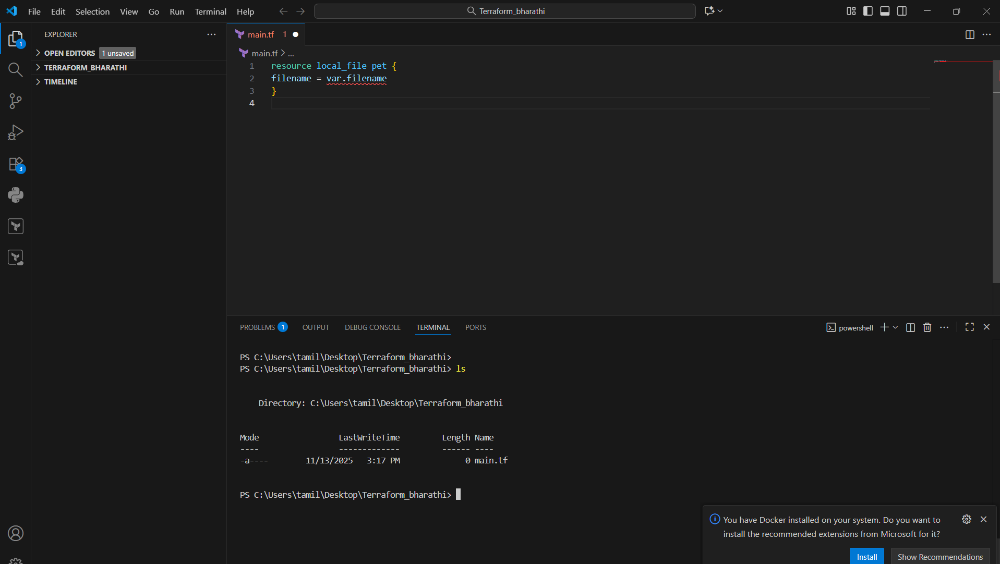 File Edit Selection View Go Run Terminal Help
Terraform_bharathi
EXPLORER
1
OPEN EDITORS 1 unsaved
TERRAFORM_BHARATHI
TIMELINE
3
main.tf 1
main.tf > ...
1 resource local_file pet {
2 filename = var.filename
3 }
4
PROBLEMS 1 OUTPUT DEBUG CONSOLE TERMINAL PORTS
powershell
PS C:\Users\tamil\Desktop\Terraform_bharathi>
PS C:\Users\tamil\Desktop\Terraform_bharathi> ls
Directory: C:\Users\tamil\Desktop\Terraform_bharathi
Mode LastWriteTime Length Name
---- ------------- ------ ----
-a---- 11/13/2025 3:17 PM 0 main.tf
PS C:\Users\tamil\Desktop\Terraform_bharathi>
You have Docker installed on your system. Do you want to
install the recommended extensions from Microsoft for it?
Install Show Recommendations